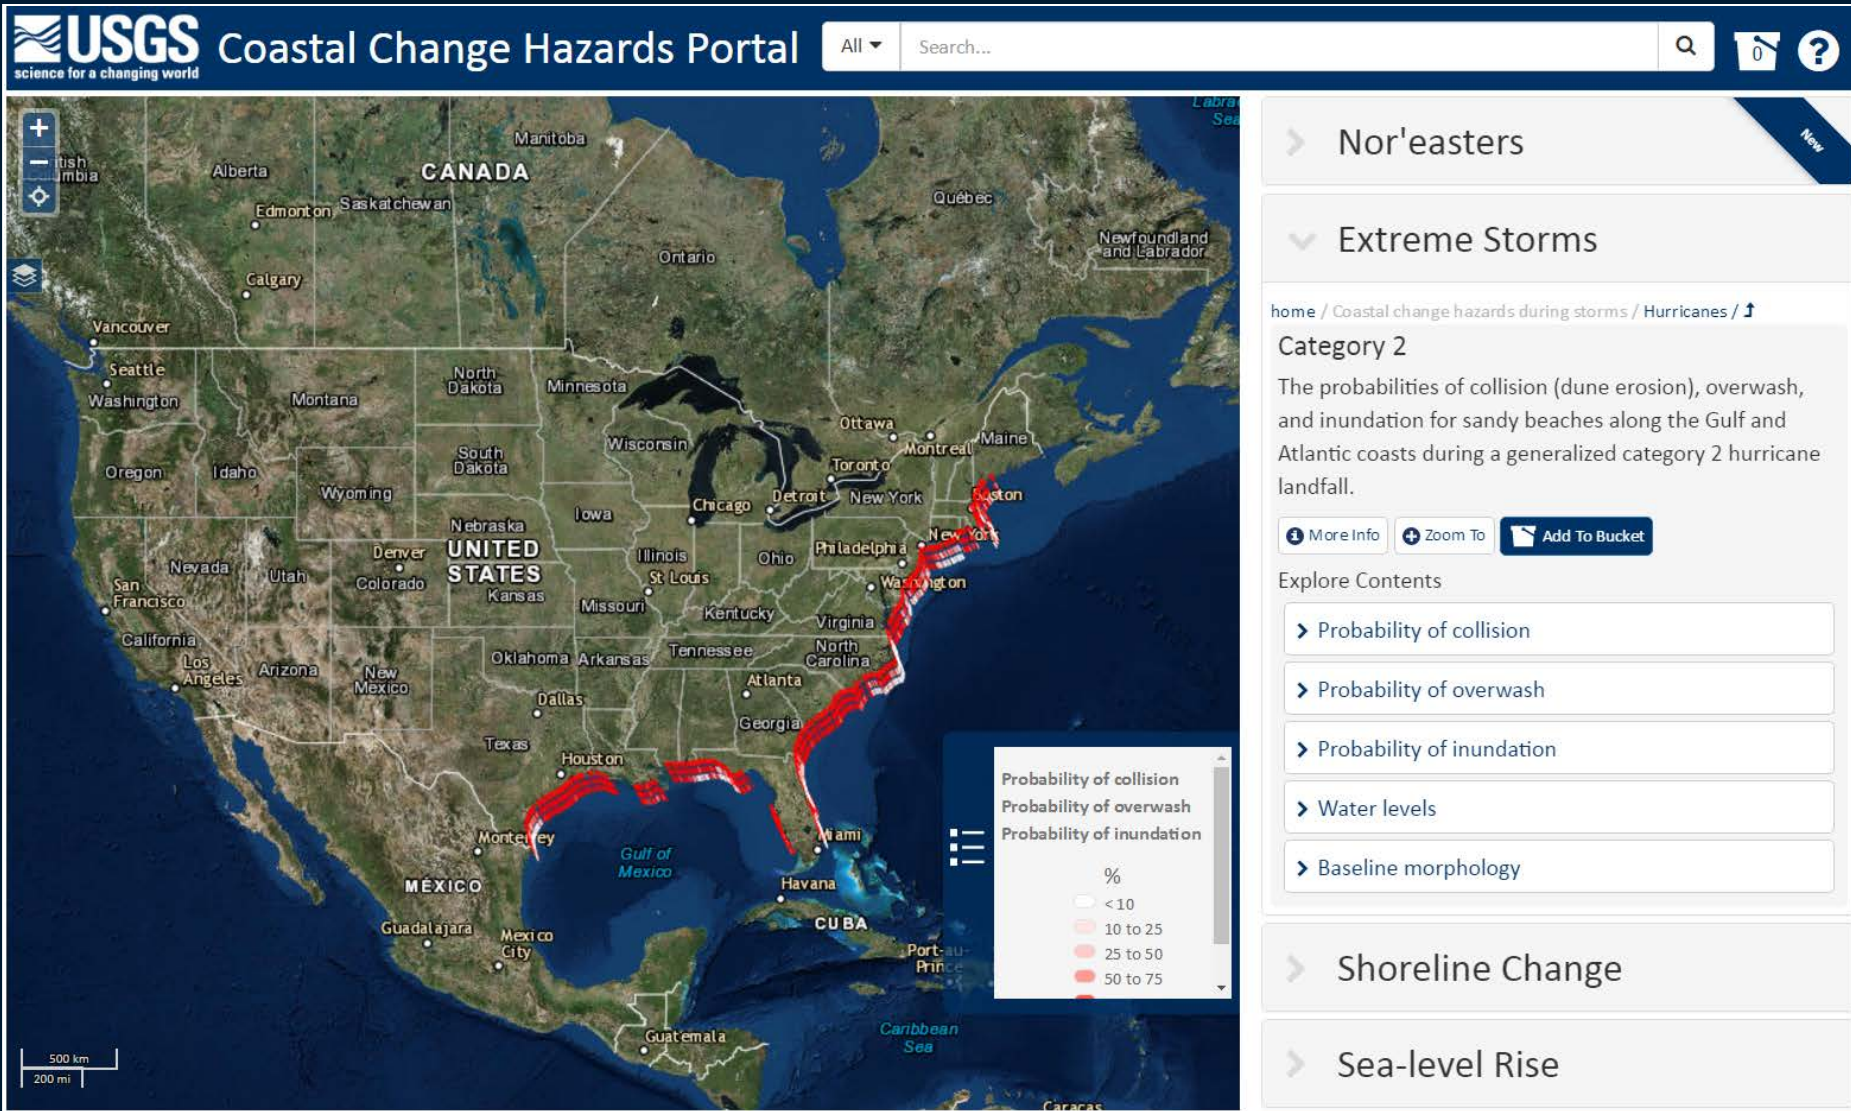 USGS
science for a changing world
Coastal Change Hazards Portal
All
Search...
0
?
Labra
Sea
+
−
Manitoba
tish
umbia
Alberta
CANADA
Edmonton
Saskatchewan
Québec
Newfoundland
and Labrador
Ontario
Calgary
Vancouver
Seattle
Washington
North
Dakota
Minnesota
Montana
Ottawa
Montreal
Maine
Wisconsin
South
Dakota
Oregon
Idaho
Toronto
Wyoming
Detroit
New York
Boston
Chicago
Iowa
Nebraska
New York
Denver
UNITED
STATES
Illinois
Ohio
Philadelphia
Nevada
Utah
Colorado
Kansas
St Louis
Washington
San
Francisco
Missouri
Kentucky
Virginia
California
Oklahoma
Arkansas
Tennessee
North
Carolina
Los
Angeles
Arizona
New
Mexico
Atlanta
Dallas
Georgia
Texas
Houston
Monterrey
Gulf of
Mexico
Miami
MÉXICO
Havana
CUBA
Guadalajara
Mexico
City
Port-au-
Prince
Guatemala
Caribbean
Sea
Caracas
500 km
200 mi
Probability of collision
Probability of overwash
Probability of inundation
%
< 10
10 to 25
25 to 50
50 to 75
Nor'easters
New
Extreme Storms
home / Coastal change hazards during storms / Hurricanes /
Category 2
The probabilities of collision (dune erosion), overwash,
and inundation for sandy beaches along the Gulf and
Atlantic coasts during a generalized category 2 hurricane
landfall.
More Info
Zoom To
Add To Bucket
Explore Contents
Probability of collision
Probability of overwash
Probability of inundation
Water levels
Baseline morphology
Shoreline Change
Sea-level Rise